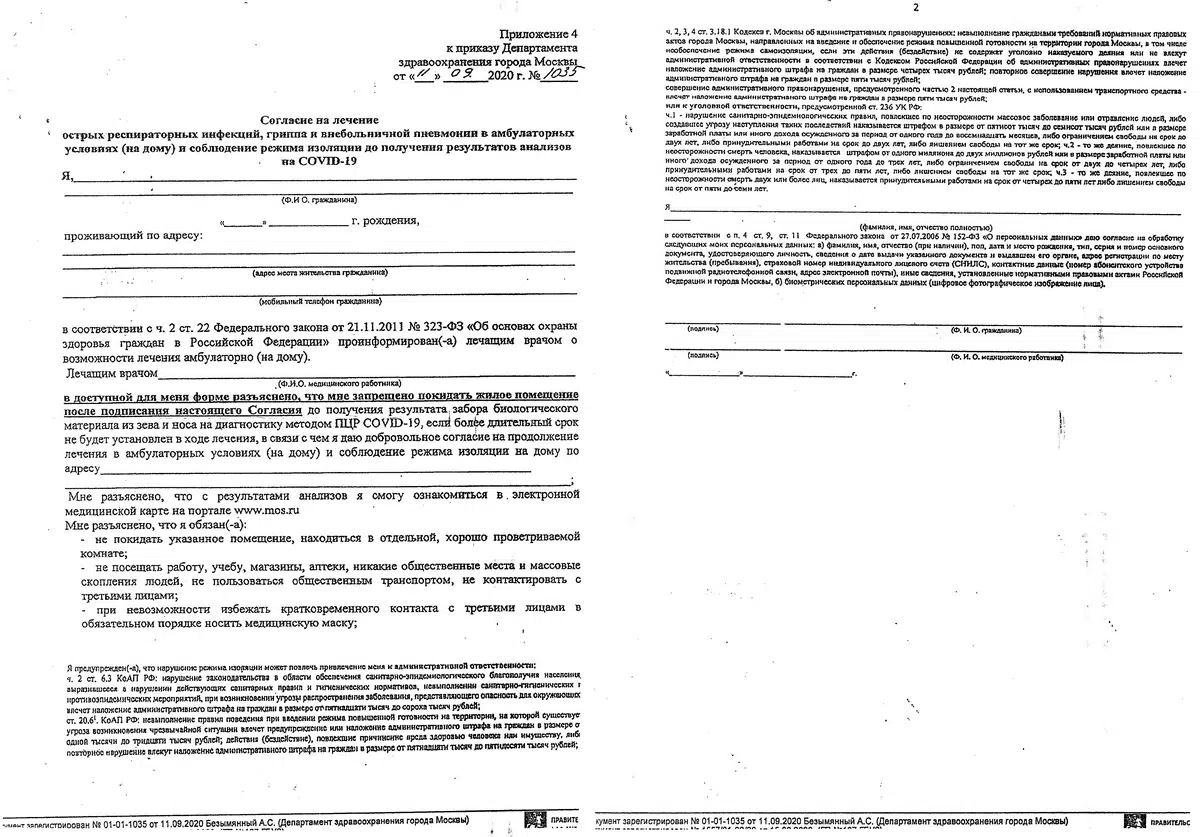 Приложение 4
к приказу Департамента
здравоохранения города Москвы
от «11» 09 2020 г. № 1035
Согласие на лечение
острых респираторных инфекций, гриппа и внебольничной пневмонии в амбулаторных
условиях (на дому) и соблюдение режима изоляции до получения результатов анализов
на COVID-19
Я,
(Ф.И О. гражданина)
«______»____________ г. рождения,
проживающий по адресу:
(адрес места жительства гражданина)
(мобильный телефон гражданина)
в соответствии с ч. 2 ст. 22 Федерального закона от 21.11.2011 № 323-ФЗ «Об основах охраны
здоровья граждан в Российской Федерации» проинформирован(-а) лечащим врачом о
возможности лечения амбулаторно (на дому).
Лечащим врачом
(Ф.И.О. медицинского работника)
в доступной для меня форме разъяснено, что мне запрещено покидать жилое помещение
после подписания настоящего Согласия до получения результата забора биологического
материала из зева и носа на диагностику методом ПЦР COVID-19, если более длительный срок
не будет установлен в ходе лечения, в связи с чем я даю добровольное согласие на продолжение
лечения в амбулаторных условиях (на дому) и соблюдение режима изоляции на дому по
адресу
;
Мне разъяснено, что с результатами анализов я смогу ознакомиться в электронной
медицинской карте на портале www.mos.ru
Мне разъяснено, что я обязан(-а):
- не покидать указанное помещение, находиться в отдельной, хорошо проветриваемой
комнате;
- не посещать работу, учебу, магазины, аптеки, никакие общественные места и массовые
скопления людей, не пользоваться общественным транспортом, не контактировать с
третьими лицами;
- при невозможности избежать кратковременного контакта с третьими лицами в
обязательном порядке носить медицинскую маску;
Я предупрежден(-а), что нарушение режима изоляции может повлечь привлечение меня к административной ответственности:
ч. 2 ст. 6.3 КоАП РФ: нарушение законодательства в области обеспечения санитарно-эпидемиологического благополучия населения,
выразившееся в нарушении действующих санитарных правил и гигиенических нормативов, невыполнении санитарно-гигиенических и
противоэпидемических мероприятий, при возникновении угрозы распространения заболевания, представляющего опасность для окружающих
влечет наложение административного штрафа на граждан в размере от пятнадцати тысяч до сорока тысяч рублей;
ст. 20.6¹. КоАП РФ: невыполнение правил поведения при введении режима повышенной готовности на территории, на которой существует
угроза возникновения чрезвычайной ситуации влечет предупреждение или наложение административного штрафа на граждан в размере о
одной тысячи до тридцати тысяч рублей; действия (бездействие), повлекшие причинение вреда здоровью человека или имуществу, либ
повторное нарушение влекут наложение административного штрафа на граждан в размере от пятнадцати тысяч до пятидесяти тысяч рублей;
умент зарегистрирован № 01-01-1035 от 11.09.2020 Безымянный А.С. (Департамент здравоохранения города Москвы)
ПРАВИТЕ
2
ч. 2, 3, 4 ст. 3.18.1 Кодекса г. Москвы об административных правонарушениях: невыполнение гражданами требований нормативных правовых
актов города Москвы, направленных на введение и обеспечение режима повышенной готовности на территории города Москвы, в том числе
необеспечение режима самоизоляции, если эти действия (бездействие) не содержат уголовно наказуемого деяния или не влекут
административной ответственности в соответствии с Кодексом Российской Федерации об административных правонарушениях влечет
наложение административного штрафа на граждан в размере четырех тысяч рублей; повторное совершение нарушения влечет наложение
административного штрафа на граждан в размере пяти тысяч рублей;
совершение административного правонарушения, предусмотренного частью 2 настоящей статьи, с использованием транспортного средства -
влечет наложение административного штрафа на граждан в размере пяти тысяч рублей;
или к уголовной ответственности, предусмотренной ст. 236 УК РФ:
ч.1 - нарушение санитарно-эпидемиологических правил, повлекшее по неосторожности массовое заболевание или отравление людей, либо
создавшее угрозу наступления таких последствий наказывается штрафом в размере от пятисот тысяч до семисот тысяч рублей или в размере
заработной платы или иного дохода осужденного за период от одного года до восемнадцати месяцев, либо ограничением свободы на срок до
двух лет, либо принудительными работами на срок до двух лет, либо лишением свободы на тот же срок; ч.2 - то же деяние, повлекшее по
неосторожности смерть человека, наказывается штрафом от одного миллиона до двух миллионов рублей или в размере заработной платы или
иного дохода осужденного за период от одного года до трех лет, либо ограничением свободы на срок от двух до четырех лет, либо
принудительными работами на срок от трех до пяти лет, либо лишением свободы на тот же срок; ч.3 - то же деяние, повлекшее по
неосторожности смерть двух или более лиц, наказывается принудительными работами на срок от четырех до пяти лет либо лишением свободы
на срок от пяти до семи лет.
Я
(фамилия, имя, отчество полностью)
в соответствии с п. 4 ст. 9, ст. 11 Федерального закона от 27.07.2006 № 152-ФЗ «О персональных данных» даю согласие на обработку
следующих моих персональных данных: а) фамилия, имя, отчество (при наличии), пол, дата и место рождения, тип, серия и номер основного
документа, удостоверяющего личность, сведения о дате выдачи указанного документа и выдавшем его органе, адрес регистрации по месту
жительства (пребывания), страховой номер индивидуального лицевого счета (СНИЛС), контактные данные (номер абонентского устройства
подвижной радиотелефонной связи, адрес электронной почты), иные сведения, установленные нормативными правовыми актами Российской
Федерации и города Москвы, б) биометрических персональных данных (цифровое фотографическое изображение лица).
(подпись) (Ф. И. О. гражданина)
(подпись) (Ф. И. О. медицинского работника)
«__________»________________г.
кумент зарегистрирован № 01-01-1035 от 11.09.2020 Безымянный А.С. (Департамент здравоохранения города Москвы)
ПРАВИТЕЛЬС